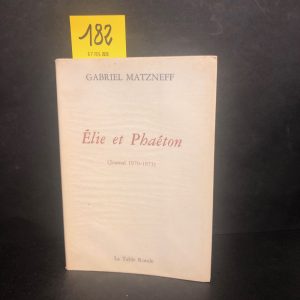 182
GABRIEL MATZNEFF
Élie et Phaéton
(Journal 1970-1973)
La Table Ronde